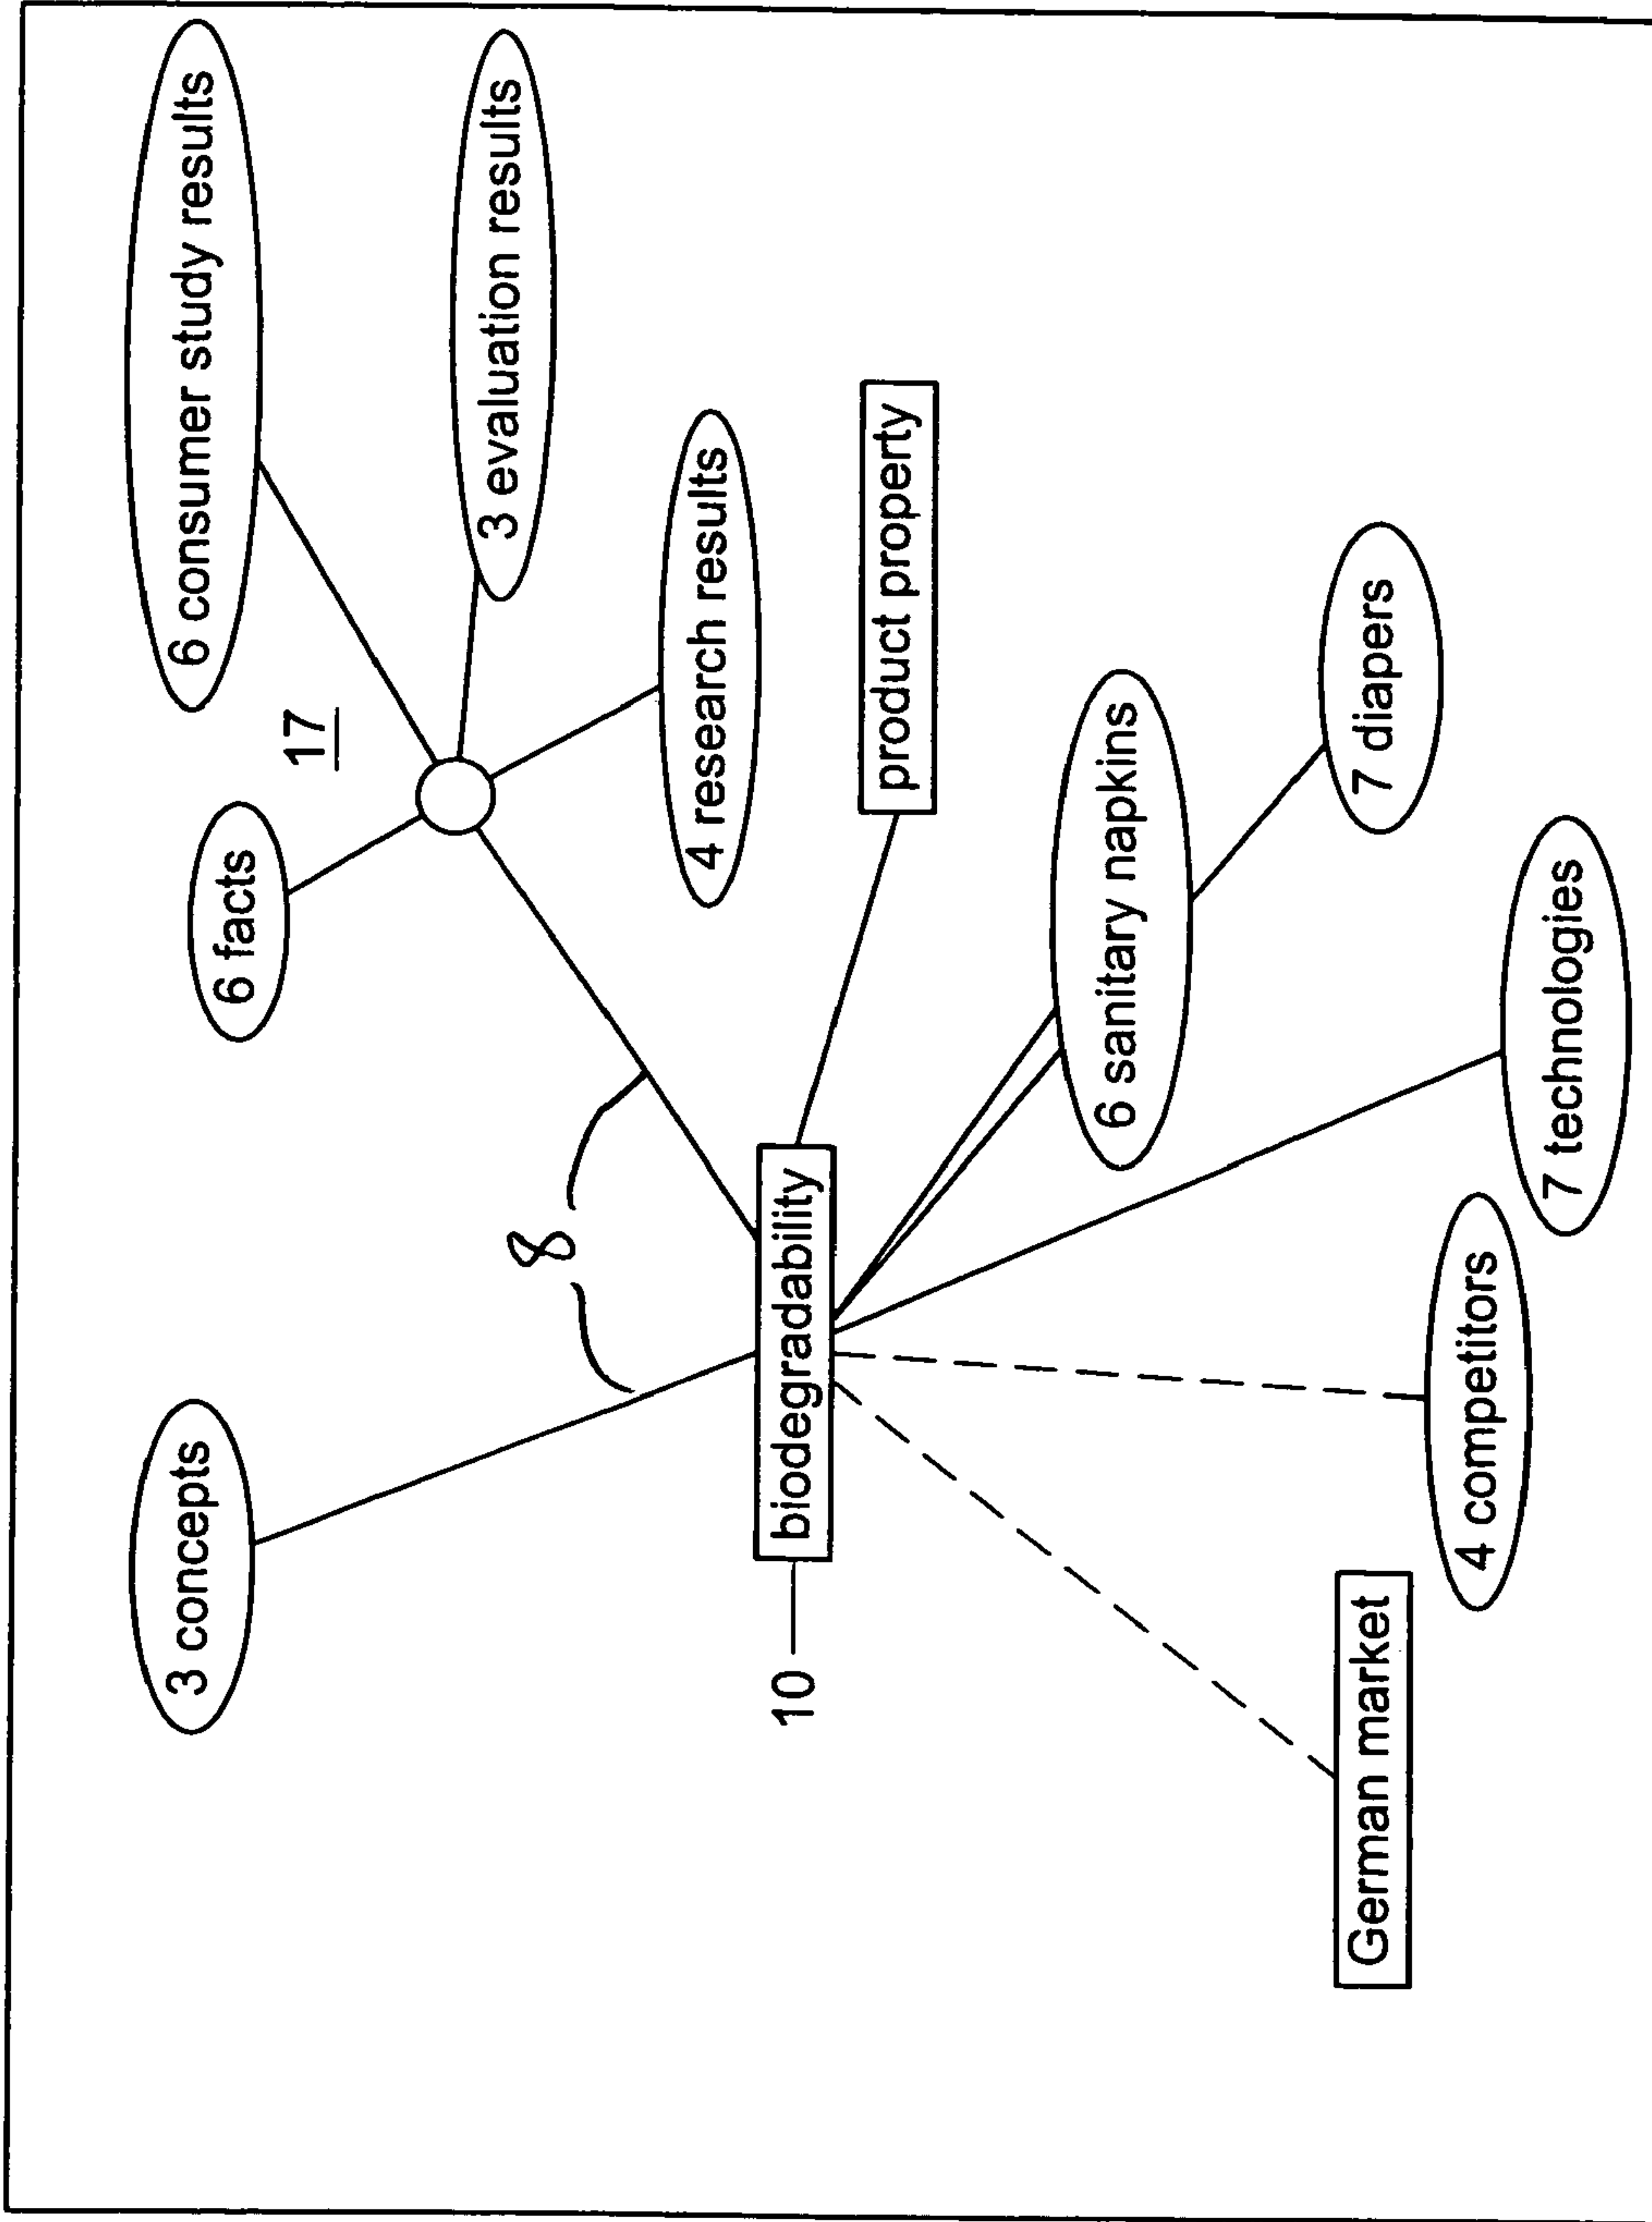 3 concepts
6 facts
6 consumer study results
17
3 evaluation results
8
4 research results
10
biodegradability
product property
6 sanitary napkins
7 diapers
German market
4 competitors
7 technologies